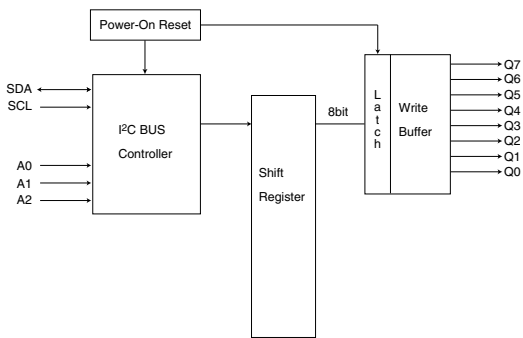 Power-On Reset
SDA
SCL
A0
A1
A2
I²C BUS
Controller
Shift
Register
8bit
Latch
Write
Buffer
Q7
Q6
Q5
Q4
Q3
Q2
Q1
Q0